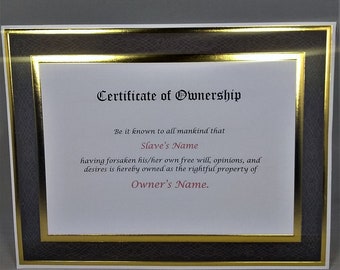 Certificate of Ownership
Be it known to all mankind that
Slave's Name
having forsaken his/her own free will, opinions, and
desires is hereby owned as the rightful property of
Owner's Name.